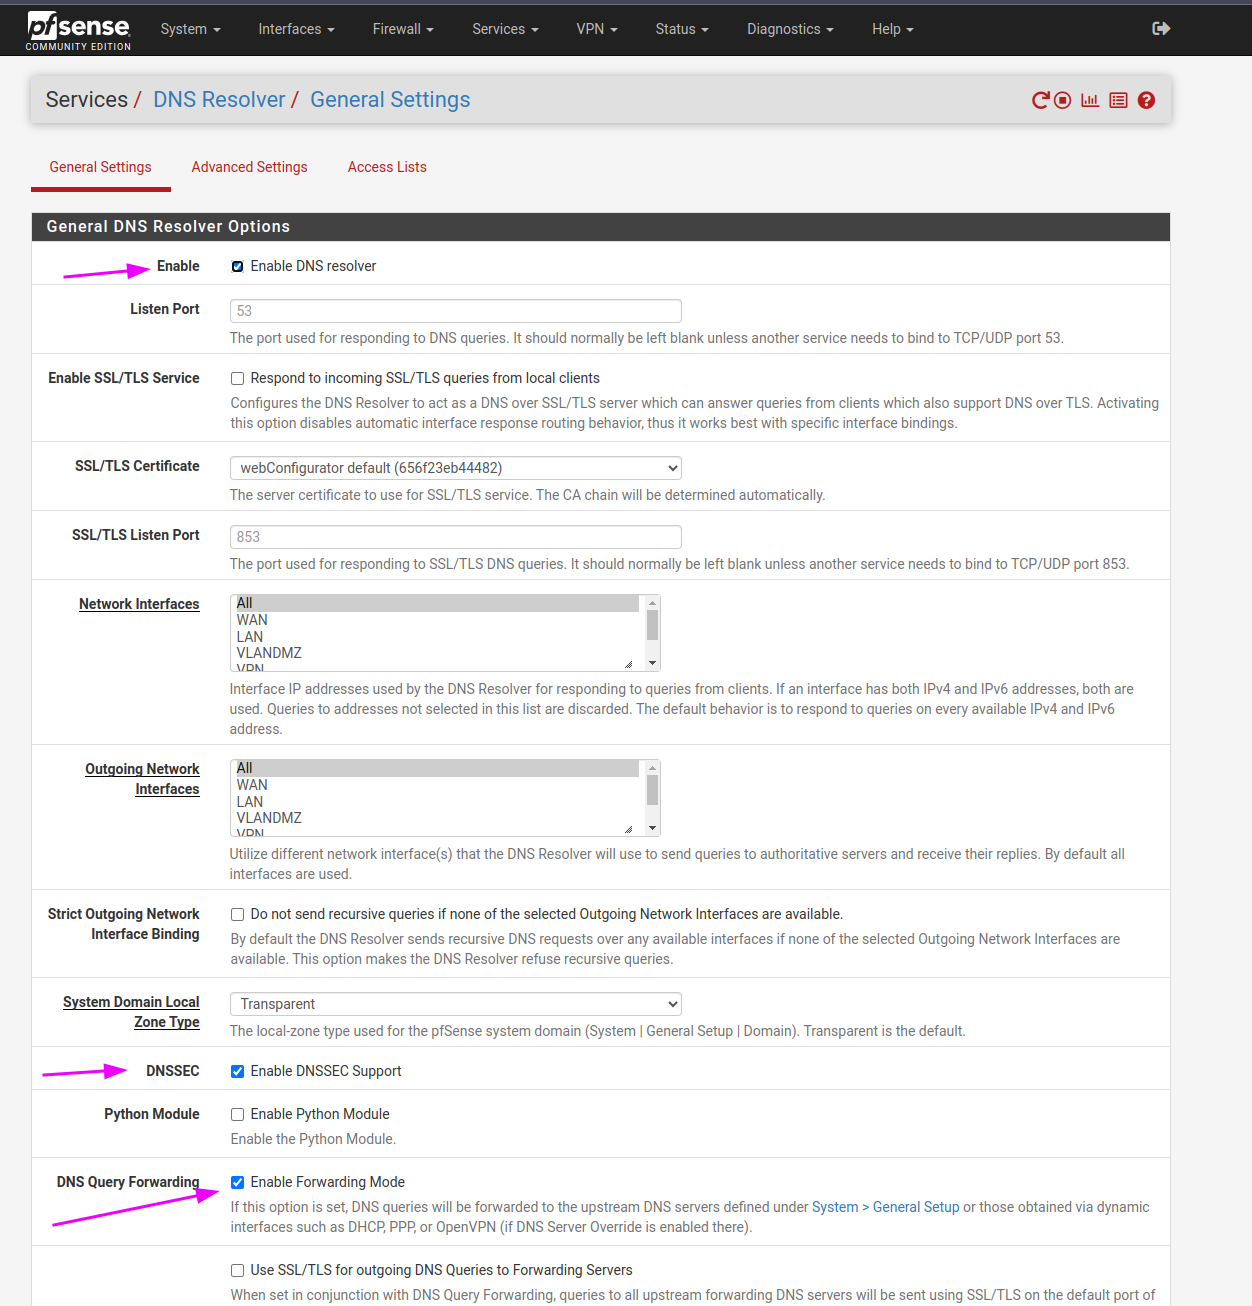 pfsense
COMMUNITY EDITION
System
Interfaces
Firewall
Services
VPN
Status
Diagnostics
Help
Services / DNS Resolver / General Settings
General Settings
Advanced Settings
Access Lists
General DNS Resolver Options
Enable
Enable DNS resolver
Listen Port
53
The port used for responding to DNS queries. It should normally be left blank unless another service needs to bind to TCP/UDP port 53.
Enable SSL/TLS Service
Respond to incoming SSL/TLS queries from local clients
Configures the DNS Resolver to act as a DNS over SSL/TLS server which can answer queries from clients which also support DNS over TLS. Activating
this option disables automatic interface response routing behavior, thus it works best with specific interface bindings.
SSL/TLS Certificate
webConfigurator default (656f23eb44482)
The server certificate to use for SSL/TLS service. The CA chain will be determined automatically.
SSL/TLS Listen Port
853
The port used for responding to SSL/TLS DNS queries. It should normally be left blank unless another service needs to bind to TCP/UDP port 853.
Network Interfaces
All
WAN
LAN
VLANDMZ
VPN
Interface IP addresses used by the DNS Resolver for responding to queries from clients. If an interface has both IPv4 and IPv6 addresses, both are
used. Queries to addresses not selected in this list are discarded. The default behavior is to respond to queries on every available IPv4 and IPv6
address.
Outgoing Network
Interfaces
All
WAN
LAN
VLANDMZ
VPN
Utilize different network interface(s) that the DNS Resolver will use to send queries to authoritative servers and receive their replies. By default all
interfaces are used.
Strict Outgoing Network
Interface Binding
Do not send recursive queries if none of the selected Outgoing Network Interfaces are available.
By default the DNS Resolver sends recursive DNS requests over any available interfaces if none of the selected Outgoing Network Interfaces are
available. This option makes the DNS Resolver refuse recursive queries.
System Domain Local
Zone Type
Transparent
The local-zone type used for the pfSense system domain (System | General Setup | Domain). Transparent is the default.
DNSSEC
Enable DNSSEC Support
Python Module
Enable Python Module
Enable the Python Module.
DNS Query Forwarding
Enable Forwarding Mode
If this option is set, DNS queries will be forwarded to the upstream DNS servers defined under System > General Setup or those obtained via dynamic
interfaces such as DHCP, PPP, or OpenVPN (if DNS Server Override is enabled there).
Use SSL/TLS for outgoing DNS Queries to Forwarding Servers
When set in conjunction with DNS Query Forwarding, queries to all upstream forwarding DNS servers will be sent using SSL/TLS on the default port of